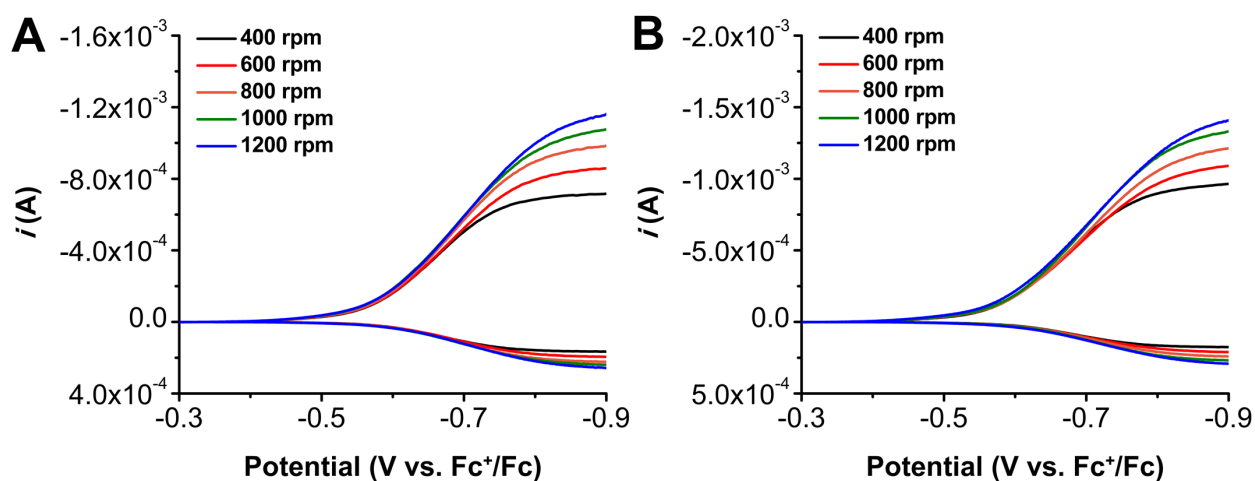 A
-1.6x10⁻³
-1.2x10⁻³
-8.0x10⁻⁴
-4.0x10⁻⁴
0.0
4.0x10⁻⁴
i (A)
400 rpm
600 rpm
800 rpm
1000 rpm
1200 rpm
-0.3
-0.5
-0.7
-0.9
Potential (V vs. Fc⁺/Fc)
B
-2.0x10⁻³
-1.5x10⁻³
-1.0x10⁻³
-5.0x10⁻⁴
0.0
5.0x10⁻⁴
i (A)
400 rpm
600 rpm
800 rpm
1000 rpm
1200 rpm
-0.3
-0.5
-0.7
-0.9
Potential (V vs. Fc⁺/Fc)